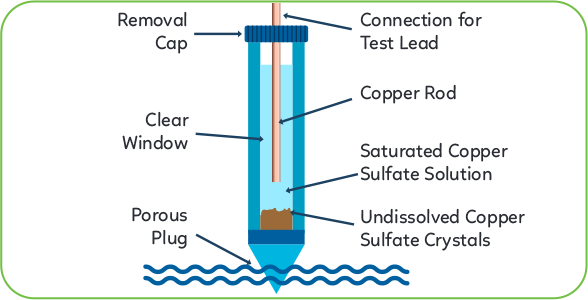 Removal
Cap
Connection for
Test Lead
Copper Rod
Clear
Window
Saturated Copper
Sulfate Solution
Porous
Plug
Undissolved Copper
Sulfate Crystals